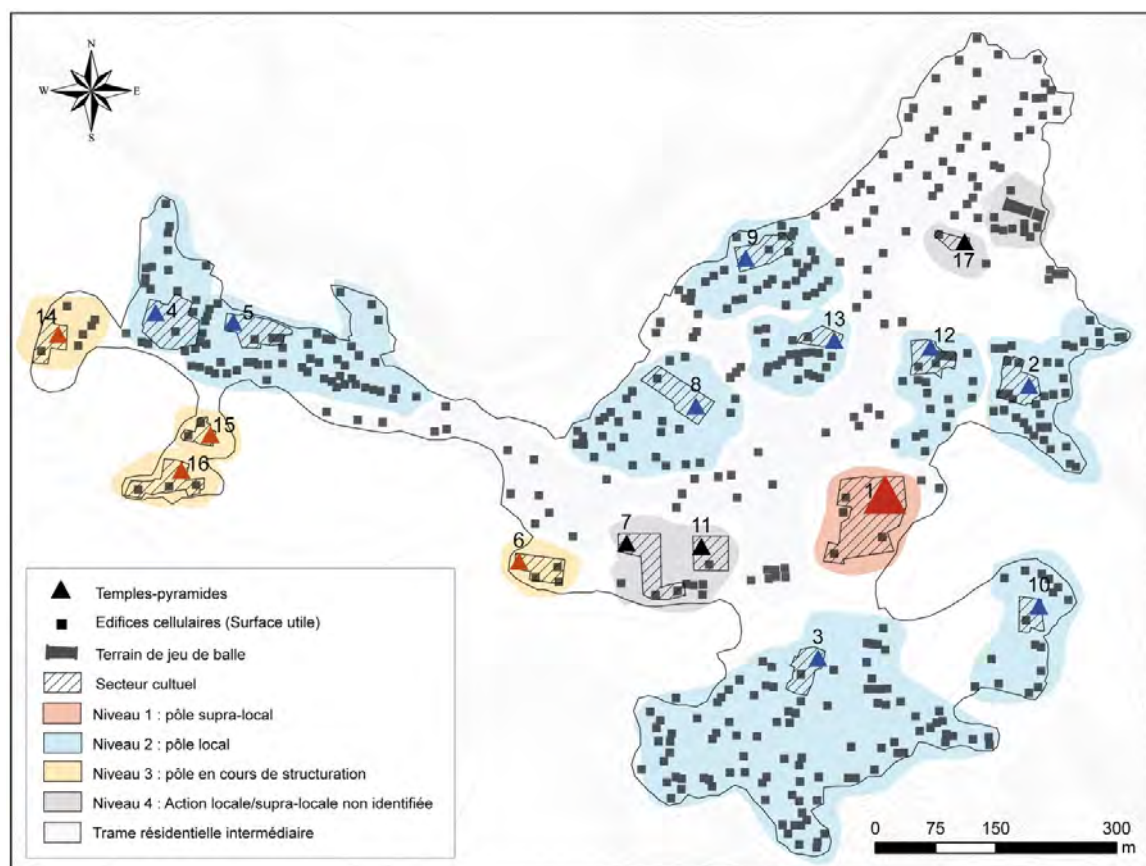 N
W E
S
9
17
14
4
5
13
12
2
8
15
16
1
7
11
6
10
3
Temples-pyramides
Edifices cellulaires (Surface utile)
Terrain de jeu de balle
Secteur cultuel
Niveau 1 : pôle supra-local
Niveau 2 : pôle local
Niveau 3 : pôle en cours de structuration
Niveau 4 : Action locale/supra-locale non identifiée
Trame résidentielle intermédiaire
0 75 150 300
m